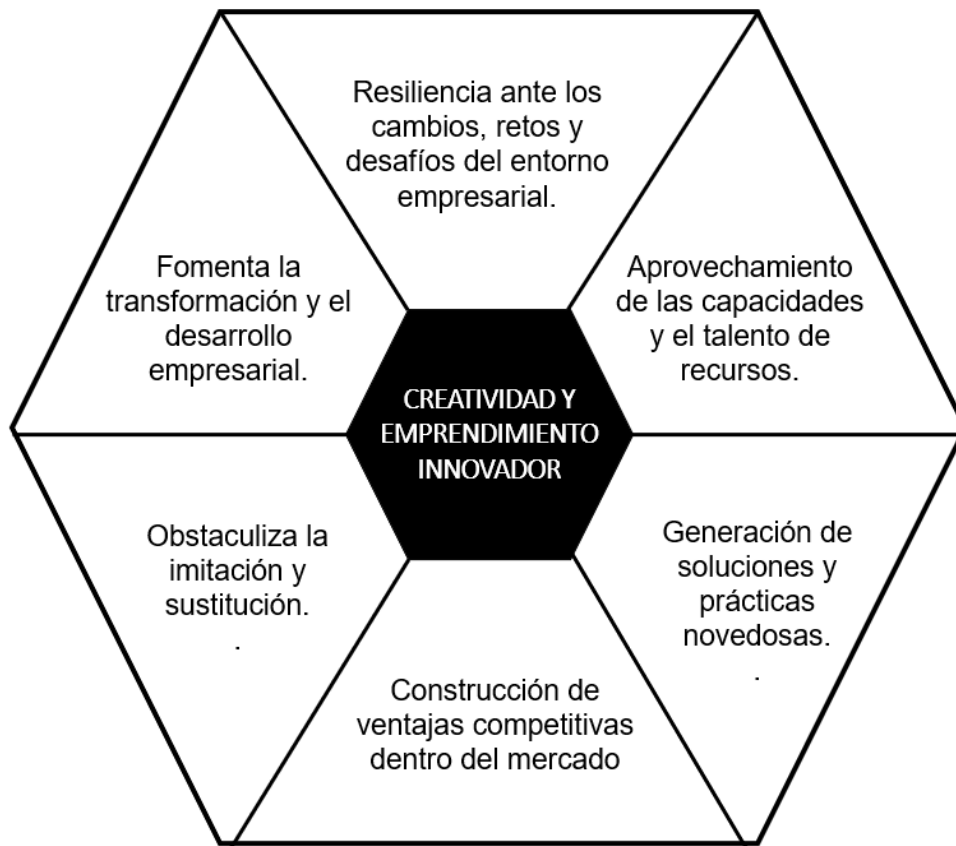 Resiliencia ante los
cambios, retos y
desafíos del entorno
empresarial.
Fomenta la
transformación y el
desarrollo
empresarial.
Aprovechamiento
de las capacidades
y el talento de
recursos.
CREATIVIDAD Y
EMPRENDIMIENTO
INNOVADOR
Obstaculiza la
imitación y
sustitución.
.
Generación de
soluciones y
prácticas
novedosas.
.
Construcción de
ventajas competitivas
dentro del mercado